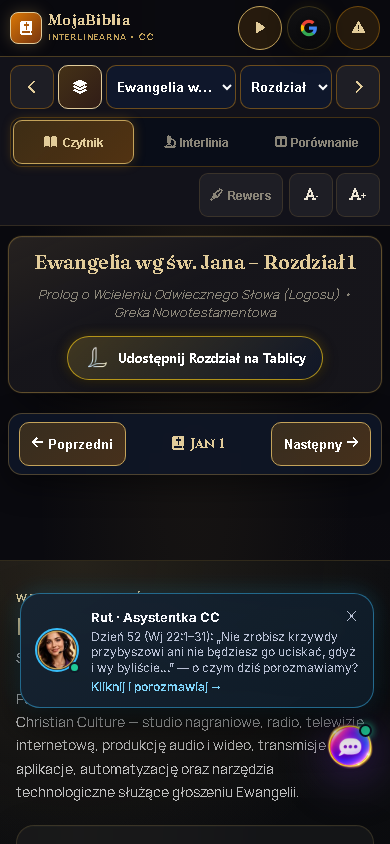 MojaBiblia
INTERLINEARNA • CC
Ewangelia w...
Rozdział
Czytnik
Interlinia
Porównanie
Rewers
A-
A+
Ewangelia wg św. Jana – Rozdział 1
Prolog o Wcieleniu Odwiecznego Słowa (Logosu) •
Greka Nowotestamentowa
Udostępnij Rozdział na Tablicy
Poprzedni
JAN 1
Następny
Rut · Asystentka CC
Dzień 52 (Wj 22:1–31): „Nie zrobisz krzywdy
przybyszowi ani nie będziesz go uciskać, gdyż
i wy byliście..." — o czym dziś porozmawiamy?
Kliknij i porozmawiaj →
Christian Culture — studio nagraniowe, radio, telewizję
internetową, produkcję audio i wideo, transmisje
aplikacje, automatyzację oraz narzędzia
technologiczne służące głoszeniu Ewangelii.